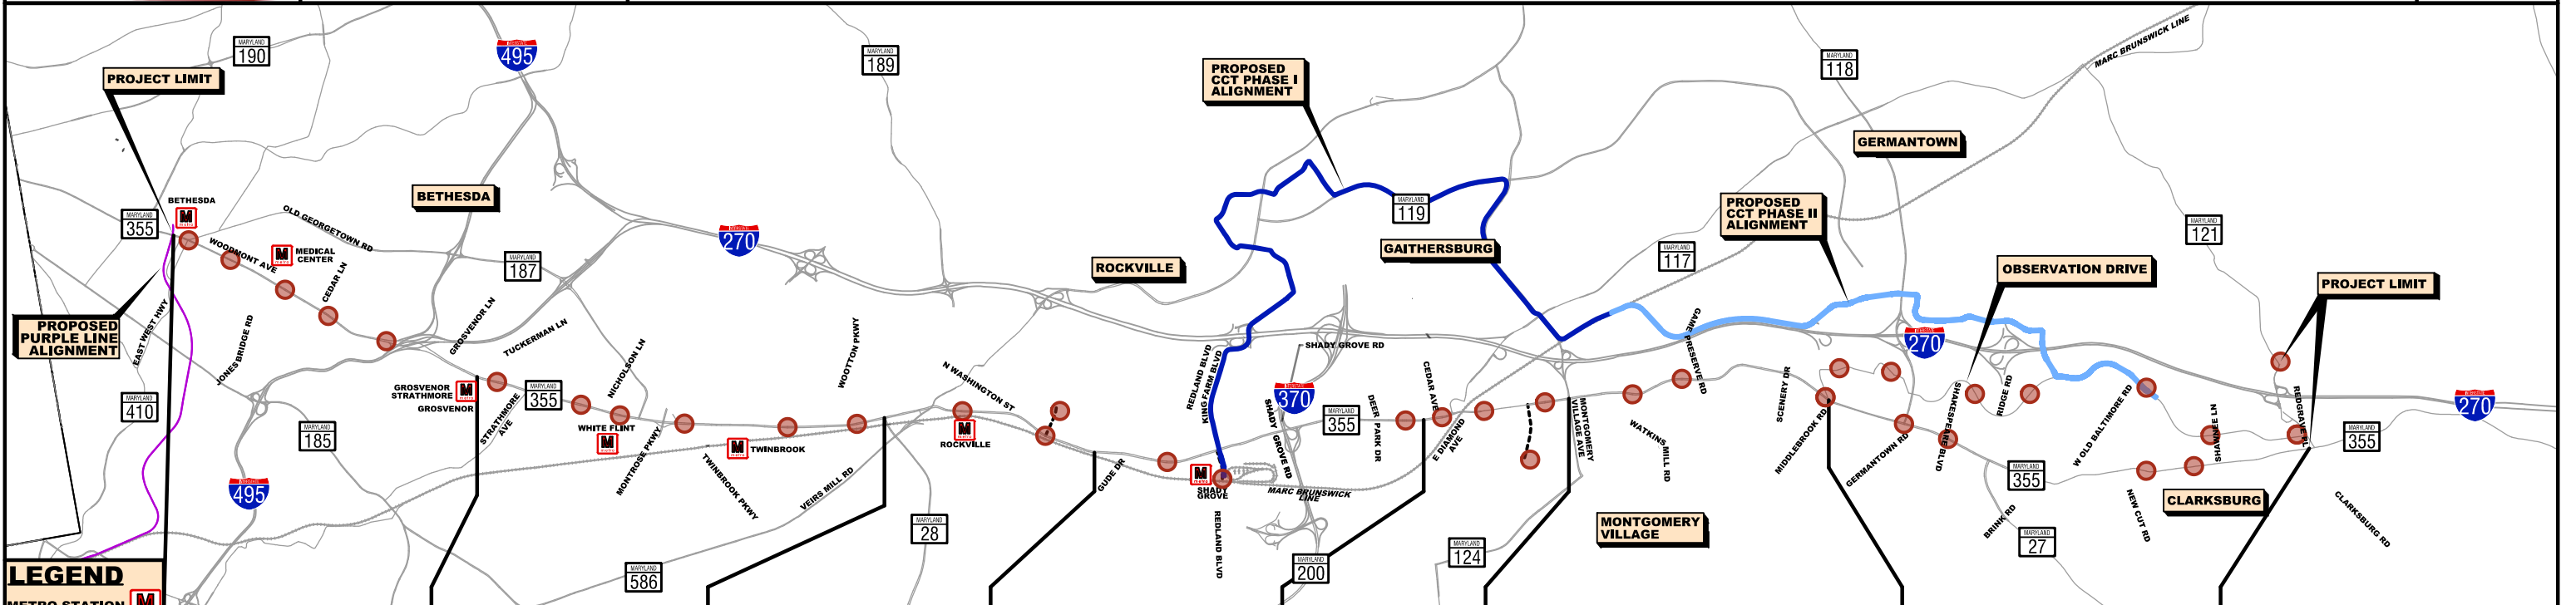 MARYLAND
190
PROJECT LIMIT
495
MARYLAND
189
PROPOSED
CCT PHASE I
ALIGNMENT
MARYLAND
118
MARC BRUNSWICK LINE
GERMANTOWN
BETHESDA
M
MARYLAND
355
OLD GEORGETOWN RD
WOODMONT AVE
M
MEDICAL
CENTER
CEDAR LN
BETHESDA
MARYLAND
187
270
ROCKVILLE
MARYLAND
119
GAITHERSBURG
MARYLAND
117
PROPOSED
CCT PHASE II
ALIGNMENT
OBSERVATION DRIVE
MARYLAND
121
PROJECT LIMIT
PROPOSED
PURPLE LINE
ALIGNMENT
EAST WEST HWY
JONES BRIDGE RD
GROSVENOR LN
TUCKERMAN LN
NICHOLSON LN
WOOTTON PKWY
N WASHINGTON ST
REDLAND BLVD
KING FARM BLVD
SHADY GROVE RD
370
SHADY GROVE RD
MARYLAND
355
DEER PARK DR
CEDAR AVE
E DIAMOND
AVE
MONTGOMERY
VILLAGE AVE
GAME PRESERVE RD
WATKINS MILL RD
SCENERY DR
MIDDLEBROOK RD
GERMANTOWN RD
SHAKESPEARE BLVD
RIDGE RD
270
W OLD BALTIMORE RD
SHAWNEE LN
REDGRAVE PL
270
MARYLAND
355
MARYLAND
410
MARYLAND
185
495
GROSVENOR
STRATHMORE
M
GROSVENOR
STRATHMORE
AVE
MARYLAND
355
WHITE FLINT
M
MONTROSE PKWY
M
TWINBROOK
TWINBROOK PKWY
VEIRS MILL RD
M
ROCKVILLE
MARYLAND
28
MARYLAND
586
GUDE DR
M
SHADY
GROVE
MARC BRUNSWICK
LINE
REDLAND BLVD
MARYLAND
200
MARYLAND
124
MONTGOMERY
VILLAGE
MARYLAND
355
BRINK RD
MARYLAND
27
NEW CUT RD
CLARKSBURG
CLARKSBURG RD
LEGEND
METRO STATION
M